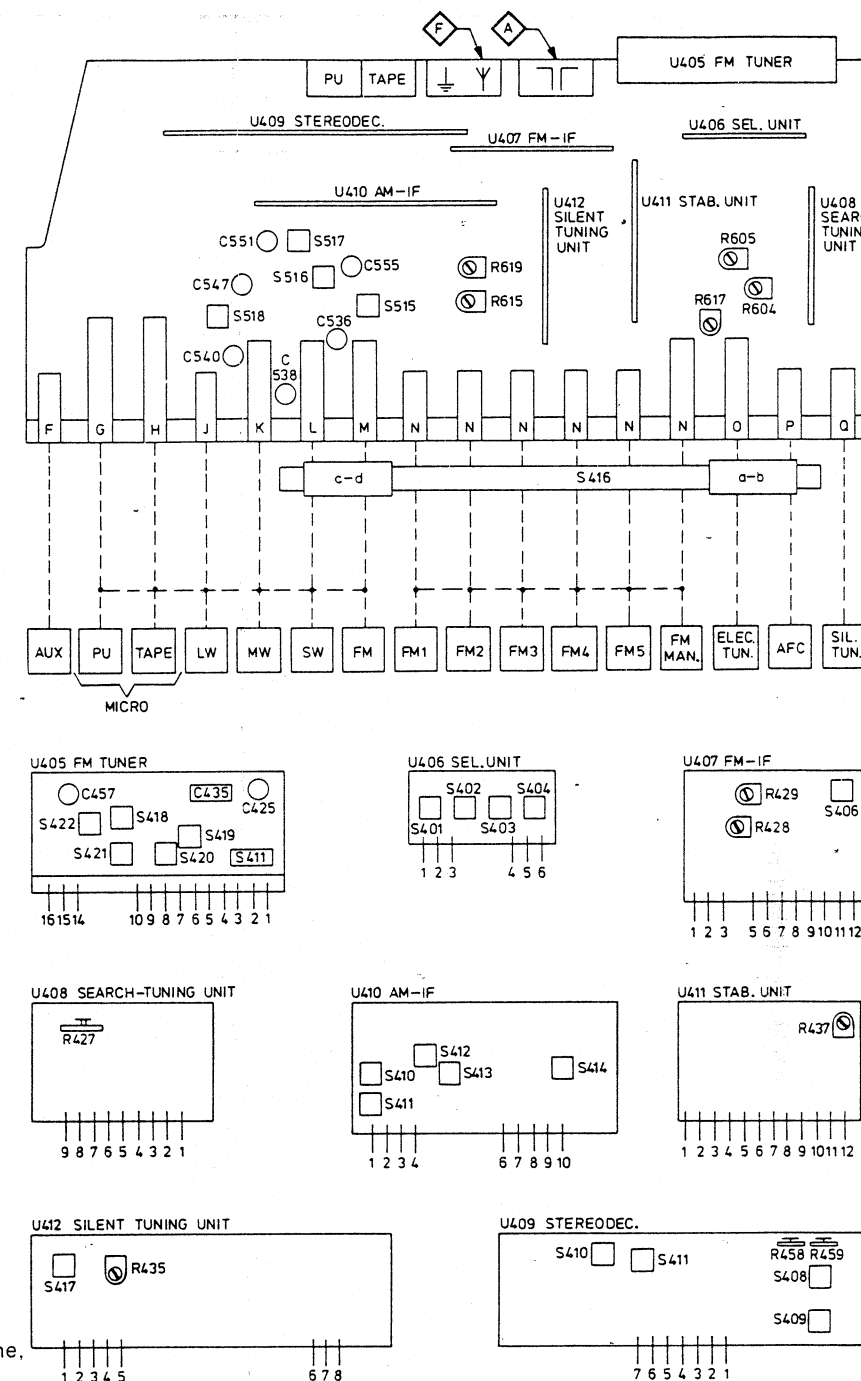 F A
PU TAPE U405 FM TUNER
U409 STEREODEC.
U407 FM-IF
U406 SEL. UNIT
U410 AM-IF
U412
SILENT
TUNING
UNIT
U411 STAB. UNIT
U408
SEAR
TUNIN
UNIT
C551 S517
S516 C555
C547
S518
S515
C536
C540
C
538
R619
R615
R605
R604
R617
F G H J K L M N N N N N N O P Q
c-d S416 a-b
AUX PU TAPE LW MW SW FM FM1 FM2 FM3 FM4 FM5
FM
MAN.
ELEC.
TUN.
AFC
SIL.
TUN.
MICRO
U405 FM TUNER
C457 C435 C425
S422 S418
S419
S421 S420 S411
16 15 14 10 9 8 7 6 5 4 3 2 1
U406 SEL.UNIT
S402 S404
S401 S403
1 2 3 4 5 6
U407 FM-IF
R429 S406
R428
1 2 3 5 6 7 8 9 10 11 12
U408 SEARCH-TUNING UNIT
R427
9 8 7 6 5 4 3 2 1
U410 AM-IF
S412
S410 S413 S414
S411
1 2 3 4 6 7 8 9 10
U411 STAB. UNIT
R437
1 2 3 4 5 6 7 8 9 10 11 12
U412 SILENT TUNING UNIT
S417 R435
1 2 3 4 5 6 7 8
U409 STEREODEC.
S410 S411 R458 R459
S408
S409
7 6 5 4 3 2 1
ne,